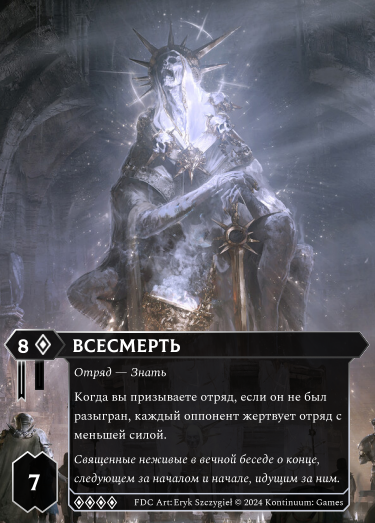 8 ВСЕСМЕРТЬ
Отряд — Знать
Когда вы призываете отряд, если он не был
разыгран, каждый оппонент жертвует отряд с
меньшей силой.
Священные неживые в вечной беседе о конце,
следующем за началом и начале, идущим за ним.
7
FDC Art: Eryk Szczygieł © 2024 Kontinuum: Games